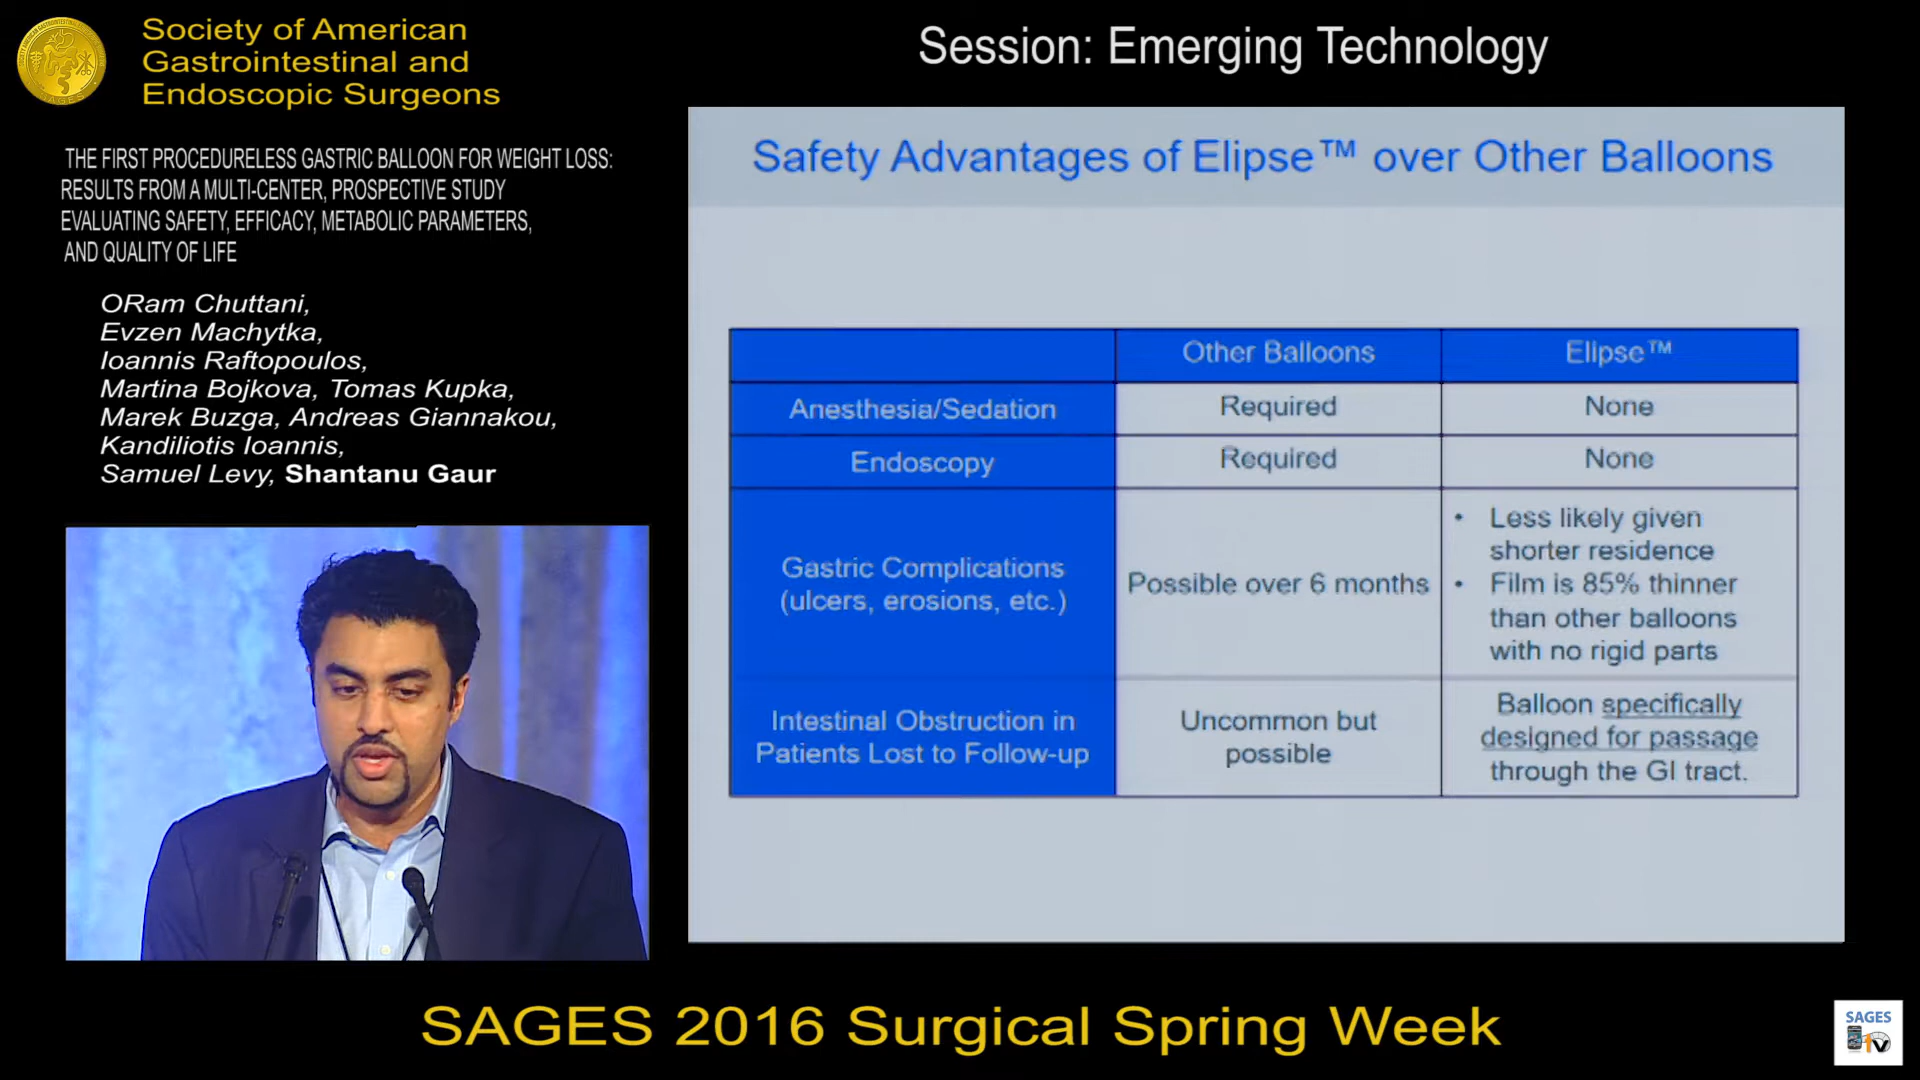 Society of American
Gastrointestinal and
Endoscopic Surgeons
SAGES
THE FIRST PROCEDURELESS GASTRIC BALLOON FOR WEIGHT LOSS:
RESULTS FROM A MULTI-CENTER, PROSPECTIVE STUDY
EVALUATING SAFETY, EFFICACY, METABOLIC PARAMETERS,
AND QUALITY OF LIFE
ORam Chuttani,
Evzen Machytka,
Ioannis Raftopoulos,
Martina Bojkova, Tomas Kupka,
Marek Buzga, Andreas Giannakou,
Kandiliotis Ioannis,
Samuel Levy, Shantanu Gaur
Session: Emerging Technology
Safety Advantages of Elipse™ over Other Balloons
Other Balloons
Elipse™
Anesthesia/Sedation
Required
None
Endoscopy
Required
None
Gastric Complications
(ulcers, erosions, etc.)
Possible over 6 months
• Less likely given
shorter residence
• Film is 85% thinner
than other balloons
with no rigid parts
Intestinal Obstruction in
Patients Lost to Follow-up
Uncommon but
possible
Balloon specifically
designed for passage
through the GI tract.
SAGES 2016 Surgical Spring Week
SAGES
TV